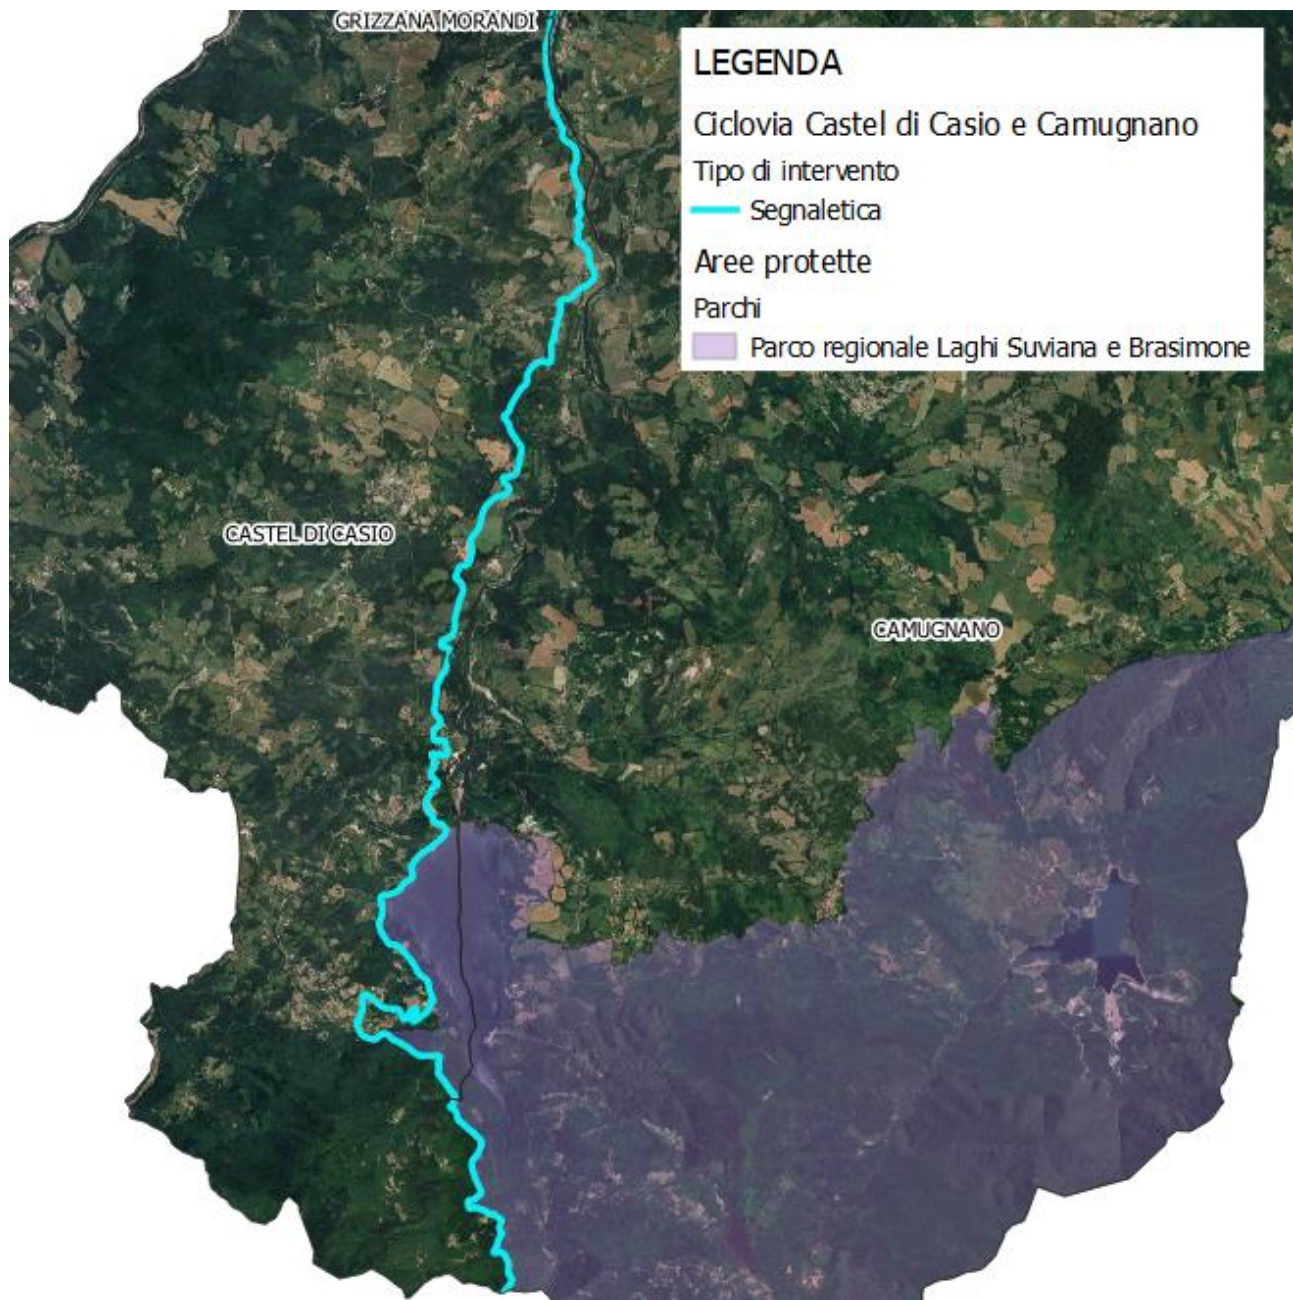 GRIZZANA MORANDI
LEGENDA
Ciclovia Castel di Casio e Camugnano
Tipo di intervento
Segnaletica
Aree protette
Parchi
Parco regionale Laghi Suviana e Brasimone
CASTEL DI CASIO
CAMUGNANO